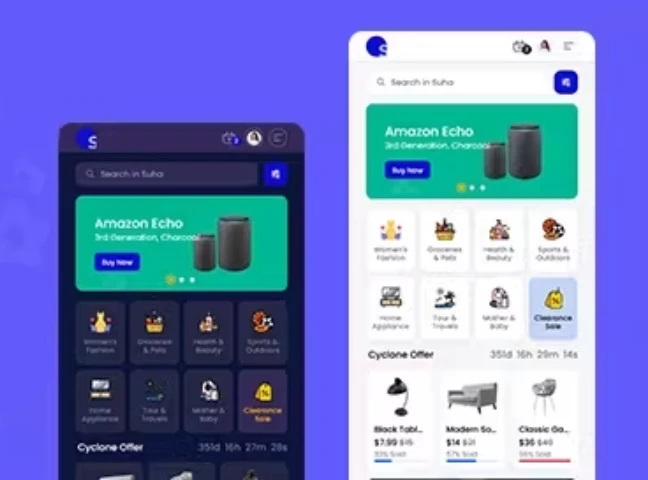 S
Search in Suha
Amazon Echo
3rd Generation, Charcoal
Buy Now
Women's
Fashion
Groceries
& Pets
Health &
Beauty
Sports &
Outdoors
Home
Appliance
Tour &
Travels
Mother &
Baby
Clearance
Sale
Cyclone Offer
351d 16h 27m 28s
S
Search in Suha
Amazon Echo
3rd Generation, Charcoal
Buy Now
Women's
Fashion
Groceries
& Pets
Health &
Beauty
Sports &
Outdoors
Home
Appliance
Tour &
Travels
Mother &
Baby
Clearance
Sale
Cyclone Offer
351d 16h 29m 14s
Black Tabl...
$7.99 $15
Modern So...
$14 $21
57% Sold
Classic Ga...
$36 $49